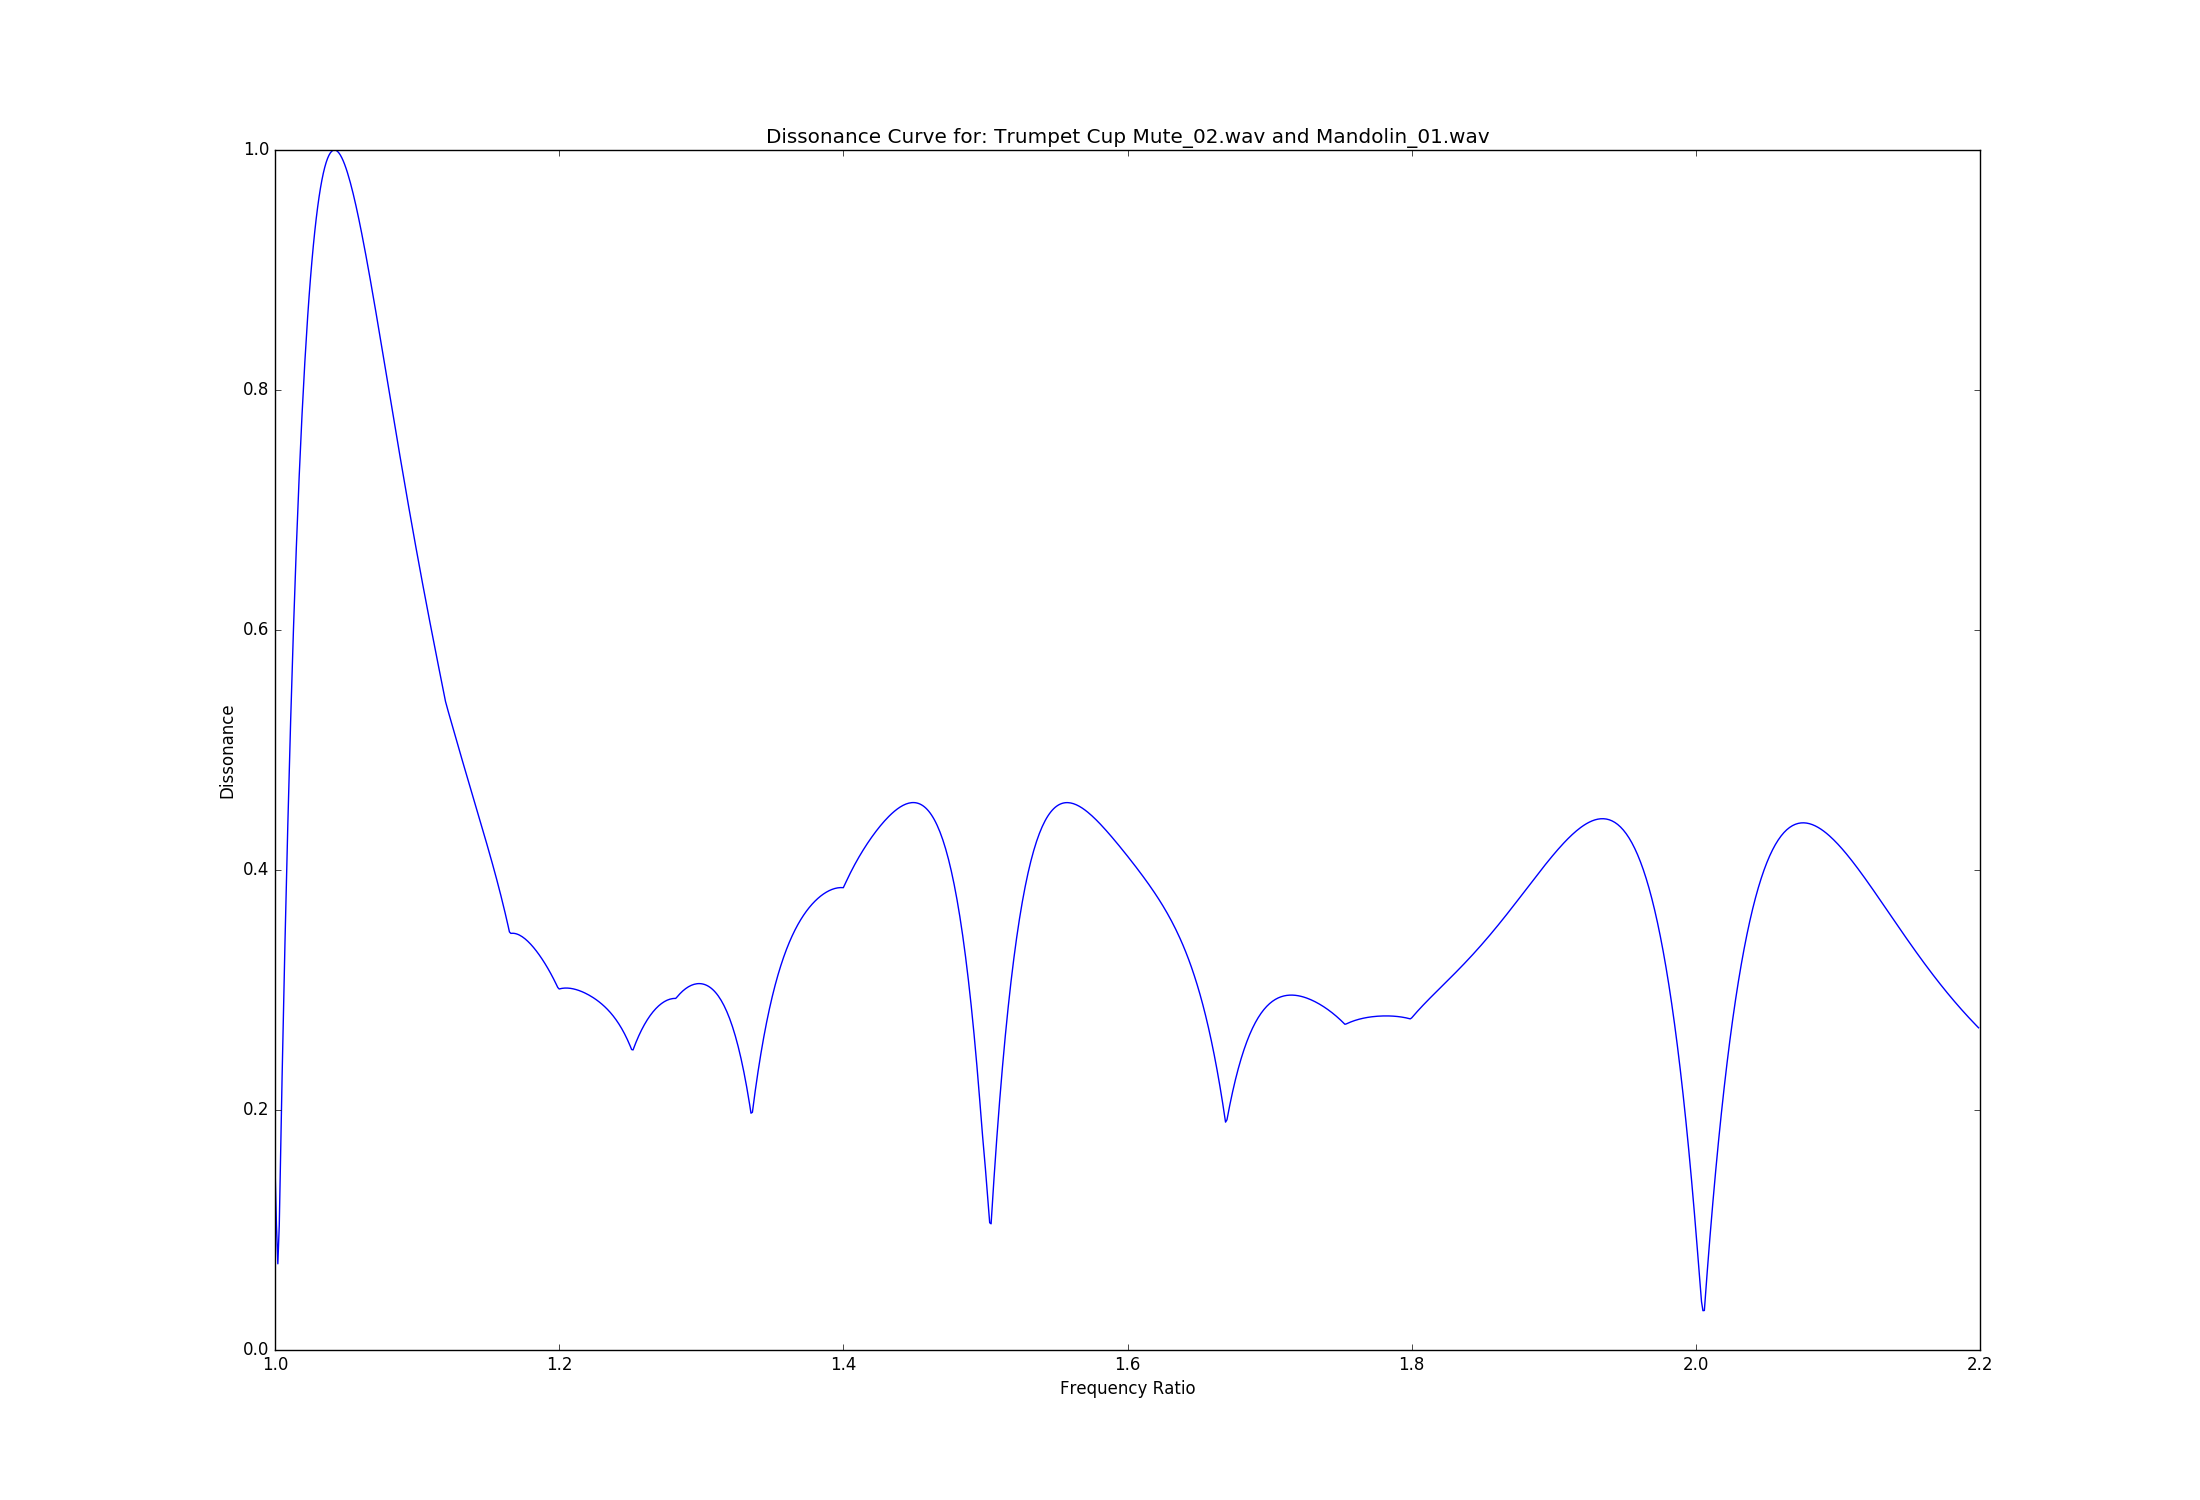 Dissonance Curve for: Trumpet Cup Mute_02.wav and Mandolin_01.wav
1.0
0.8
0.6
Dissonance
0.4
0.2
0.0
1.0 1.2 1.4 1.6 1.8 2.0 2.2
Frequency Ratio